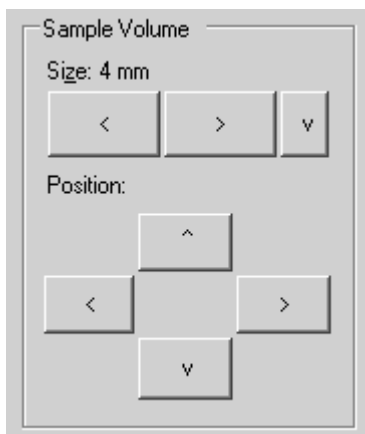 Sample Volume
Size: 4 mm
< > v
Position:
^
< >
v